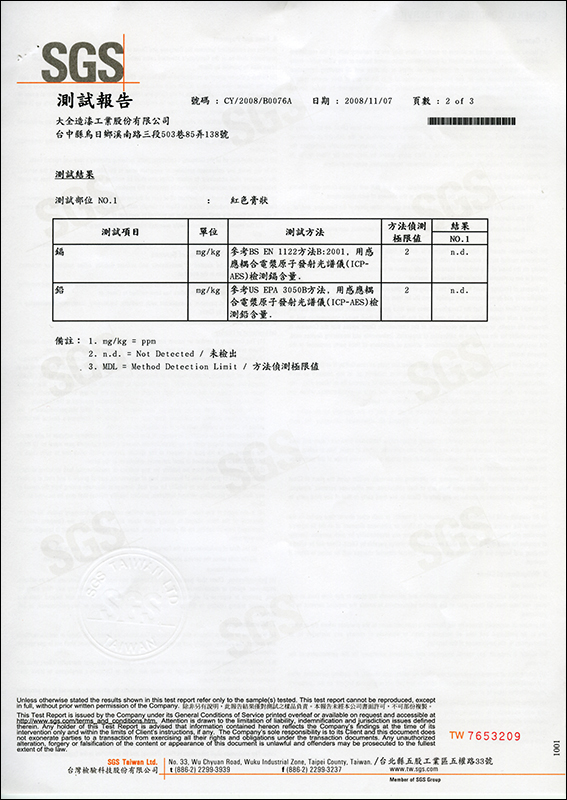 SGS
測試報告
號碼 : CY/2008/B0076A 日期 : 2008/11/07 頁數 : 2 of 3
大全造漆工業股份有限公司
台中縣烏日鄉溪南路三段503巷85弄138號
測試結果
測試部位 NO.1 : 紅色膏狀
測試項目 單位 測試方法 方法偵測極限值 結果
NO.1
鎘 mg/kg 參考BS EN 1122方法B:2001, 用感 2 n.d.
應耦合電漿原子發射光譜儀(ICP-
AES)檢測鎘含量.
鉛 mg/kg 參考US EPA 3050B方法, 用感應耦 2 n.d.
合電漿原子發射光譜儀(ICP-AES)檢
測鉛含量.
備註: 1. mg/kg = ppm
2. n.d. = Not Detected / 未檢出
3. MDL = Method Detection Limit / 方法偵測極限值
SGS TAIWAN LTD.
TAIWAN
Unless otherwise stated the results shown in this test report refer only to the sample(s) tested. This test report cannot be reproduced, except
in full, without prior written permission of the Company. 除非另有說明，此報告結果僅對測試之樣品負責。本報告未經本公司書面許可，不可部份複製。
This Test Report is issued by the Company under its General Conditions of Service printed overleaf or available on request and accessible at
http://www.sgs.com/terms_and_conditions.htm. Attention is drawn to the limitation of liability, indemnification and jurisdiction issues defined
therein. Any holder of this Test Report is advised that information contained hereon reflects the Company's findings at the time of its
intervention only and within the limits of Client's instructions, if any. The Company's sole responsibility is to its Client and this document does
not exonerate parties to a transaction from exercising all their rights and obligations under the transactions documents. Any unauthorized
alteration, forgery or falsification of the content or appearance of this document is unlawful and offenders may be prosecuted to the fullest
extent of the law.
TW 7653209
1001
SGS Taiwan Ltd. No. 33, Wu Chyuan Road, Wuku Industrial Zone, Taipei County, Taiwan. /台北縣五股工業區五權路33號
台灣檢驗科技股份有限公司 t (886-2) 2299-3939 f (886-2) 2299-3237 www.tw.sgs.com
Member of SGS Group